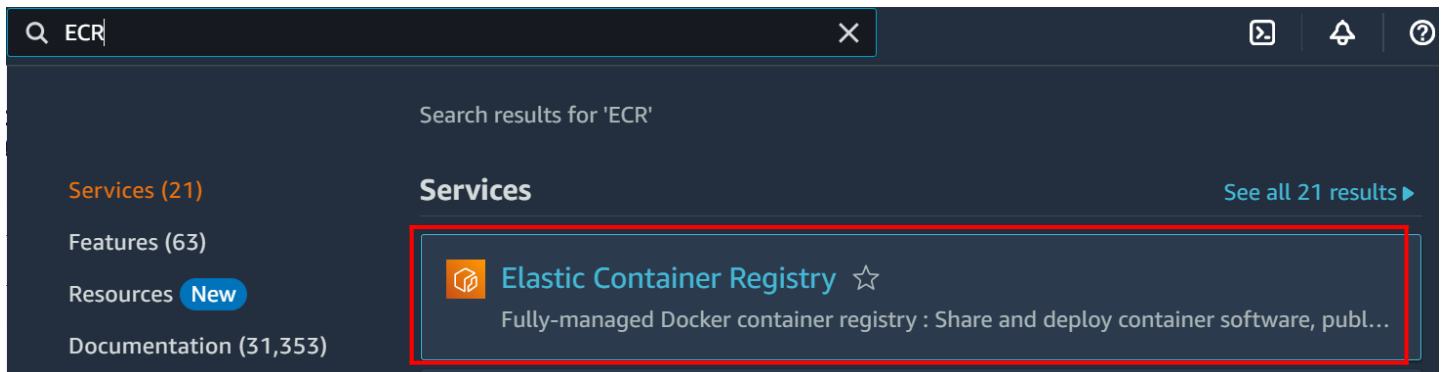 ECR
Search results for 'ECR'
Services (21)
Features (63)
Resources New
Documentation (31,353)
Services
See all 21 results
Elastic Container Registry
Fully-managed Docker container registry : Share and deploy container software, publ...